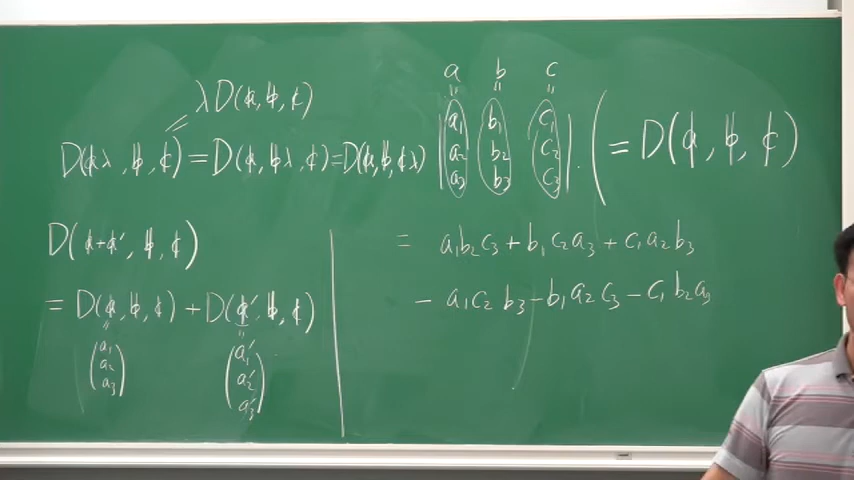 λD(𝕒, 𝕓, 𝕔)
||
D(𝕒λ, 𝕓, 𝕔) = D(𝕒, 𝕓λ, 𝕔) = D(𝕒, 𝕓, 𝕔λ)
D(𝕒+𝕒′, 𝕓, 𝕔)
= D(𝕒, 𝕓, 𝕔) + D(𝕒′, 𝕓, 𝕔)
|| ||
(a₁ a₂ a₃) (a₁′ a₂′ a₃′)
a b c
|| || ||
| a₁ b₁ c₁ |
| a₂ b₂ c₂ | . (= D(𝕒, 𝕓, 𝕔))
| a₃ b₃ c₃ |
= a₁b₂c₃ + b₁c₂a₃ + c₁a₂b₃
− a₁c₂b₃ − b₁a₂c₃ − c₁b₂a₃